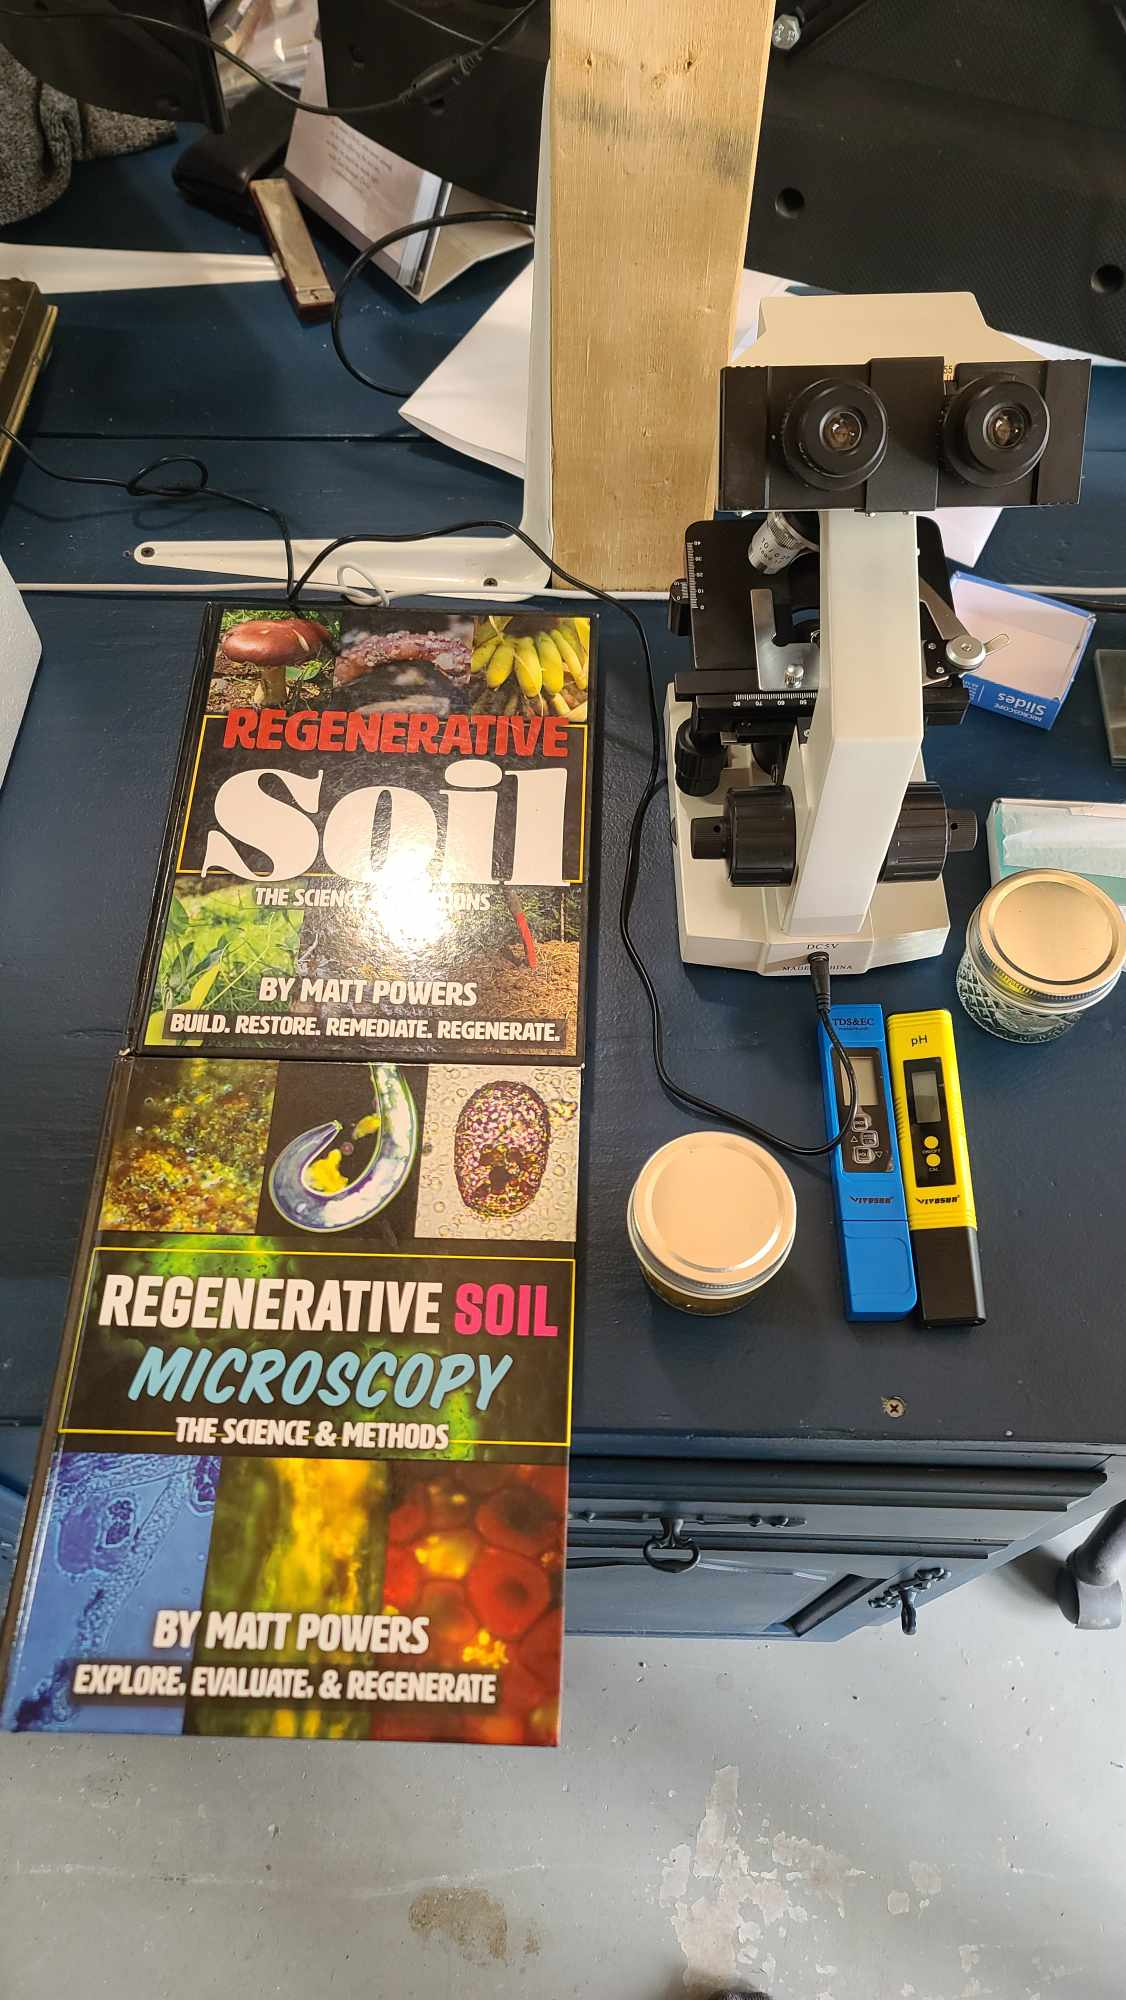 REGENERATIVE
Soil
THE SCIENCE
BY MATT POWERS
BUILD. RESTORE. REMEDIATE. REGENERATE.
REGENERATIVE SOIL
MICROSCOPY
THE SCIENCE & METHODS
BY MATT POWERS
EXPLORE, EVALUATE, & REGENERATE
MICROSCOPE
Slides
DC5V
TDS&EC
pH
VIVOSUN
VIVOSUN